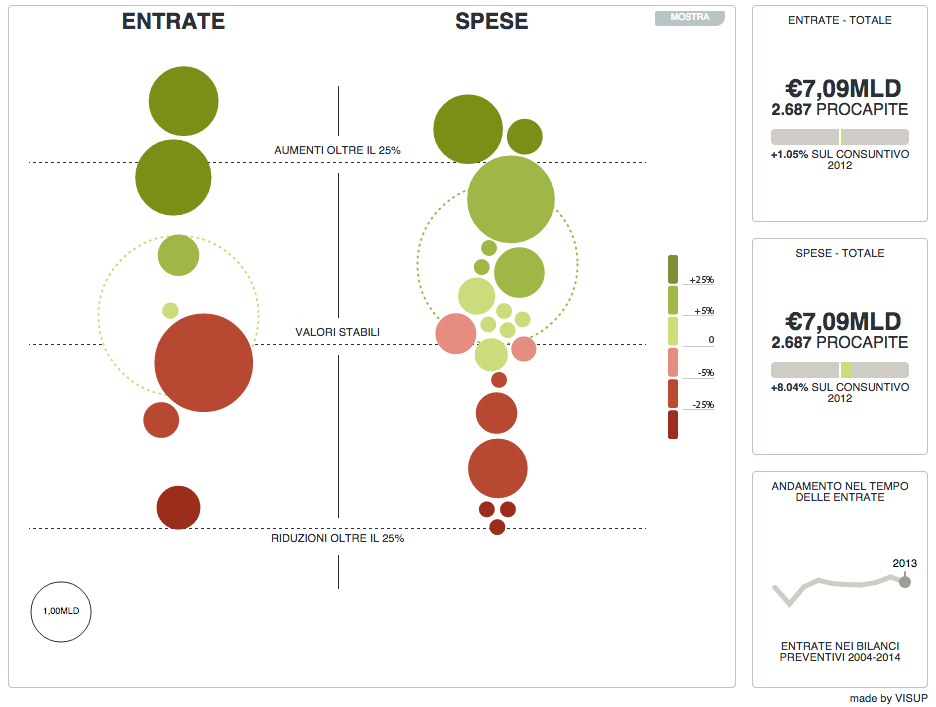 ENTRATE
SPESE
MOSTRA
AUMENTI OLTRE IL 25%
VALORI STABILI
RIDUZIONI OLTRE IL 25%
+25%
+5%
0
-5%
-25%
1,00MLD
ENTRATE - TOTALE
€7,09MLD
2.687 PROCAPITE
+1.05% SUL CONSUNTIVO
2012
SPESE - TOTALE
€7,09MLD
2.687 PROCAPITE
+8.04% SUL CONSUNTIVO
2012
ANDAMENTO NEL TEMPO
DELLE ENTRATE
2013
ENTRATE NEI BILANCI
PREVENTIVI 2004-2014
made by VISUP